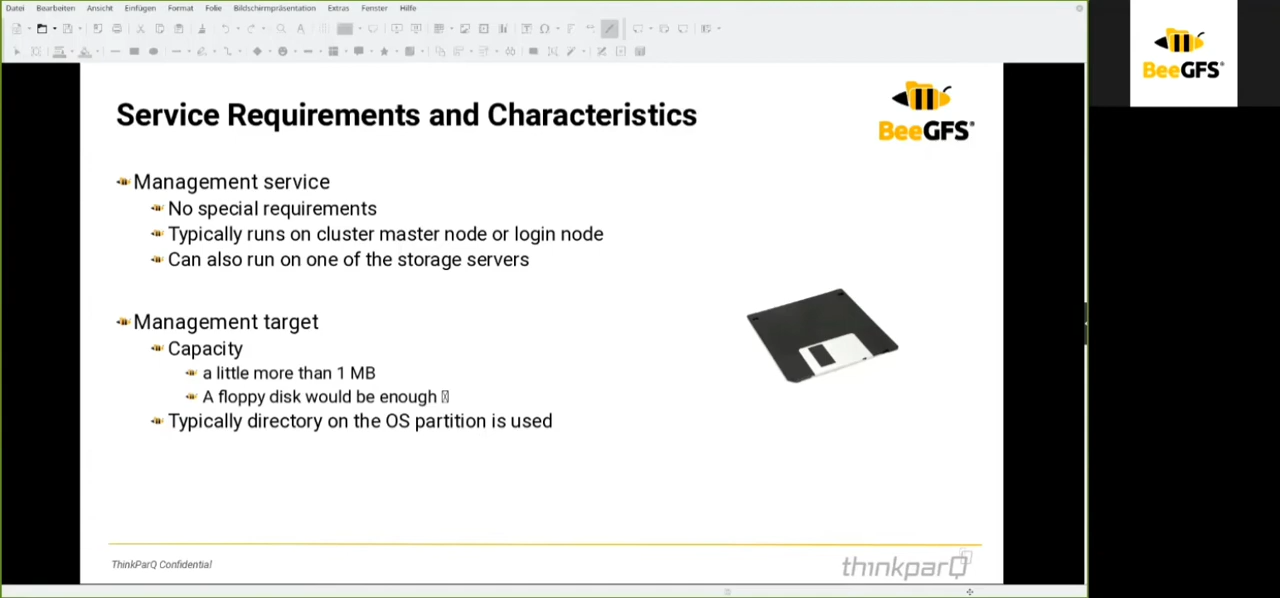 Datei Bearbeiten Ansicht Einfügen Format Folie Bildschirmpräsentation Extras Fenster Hilfe
BeeGFS®
Service Requirements and Characteristics
BeeGFS®
Management service
No special requirements
Typically runs on cluster master node or login node
Can also run on one of the storage servers
Management target
Capacity
a little more than 1 MB
A floppy disk would be enough
Typically directory on the OS partition is used
ThinkParQ Confidential
thinkparQ